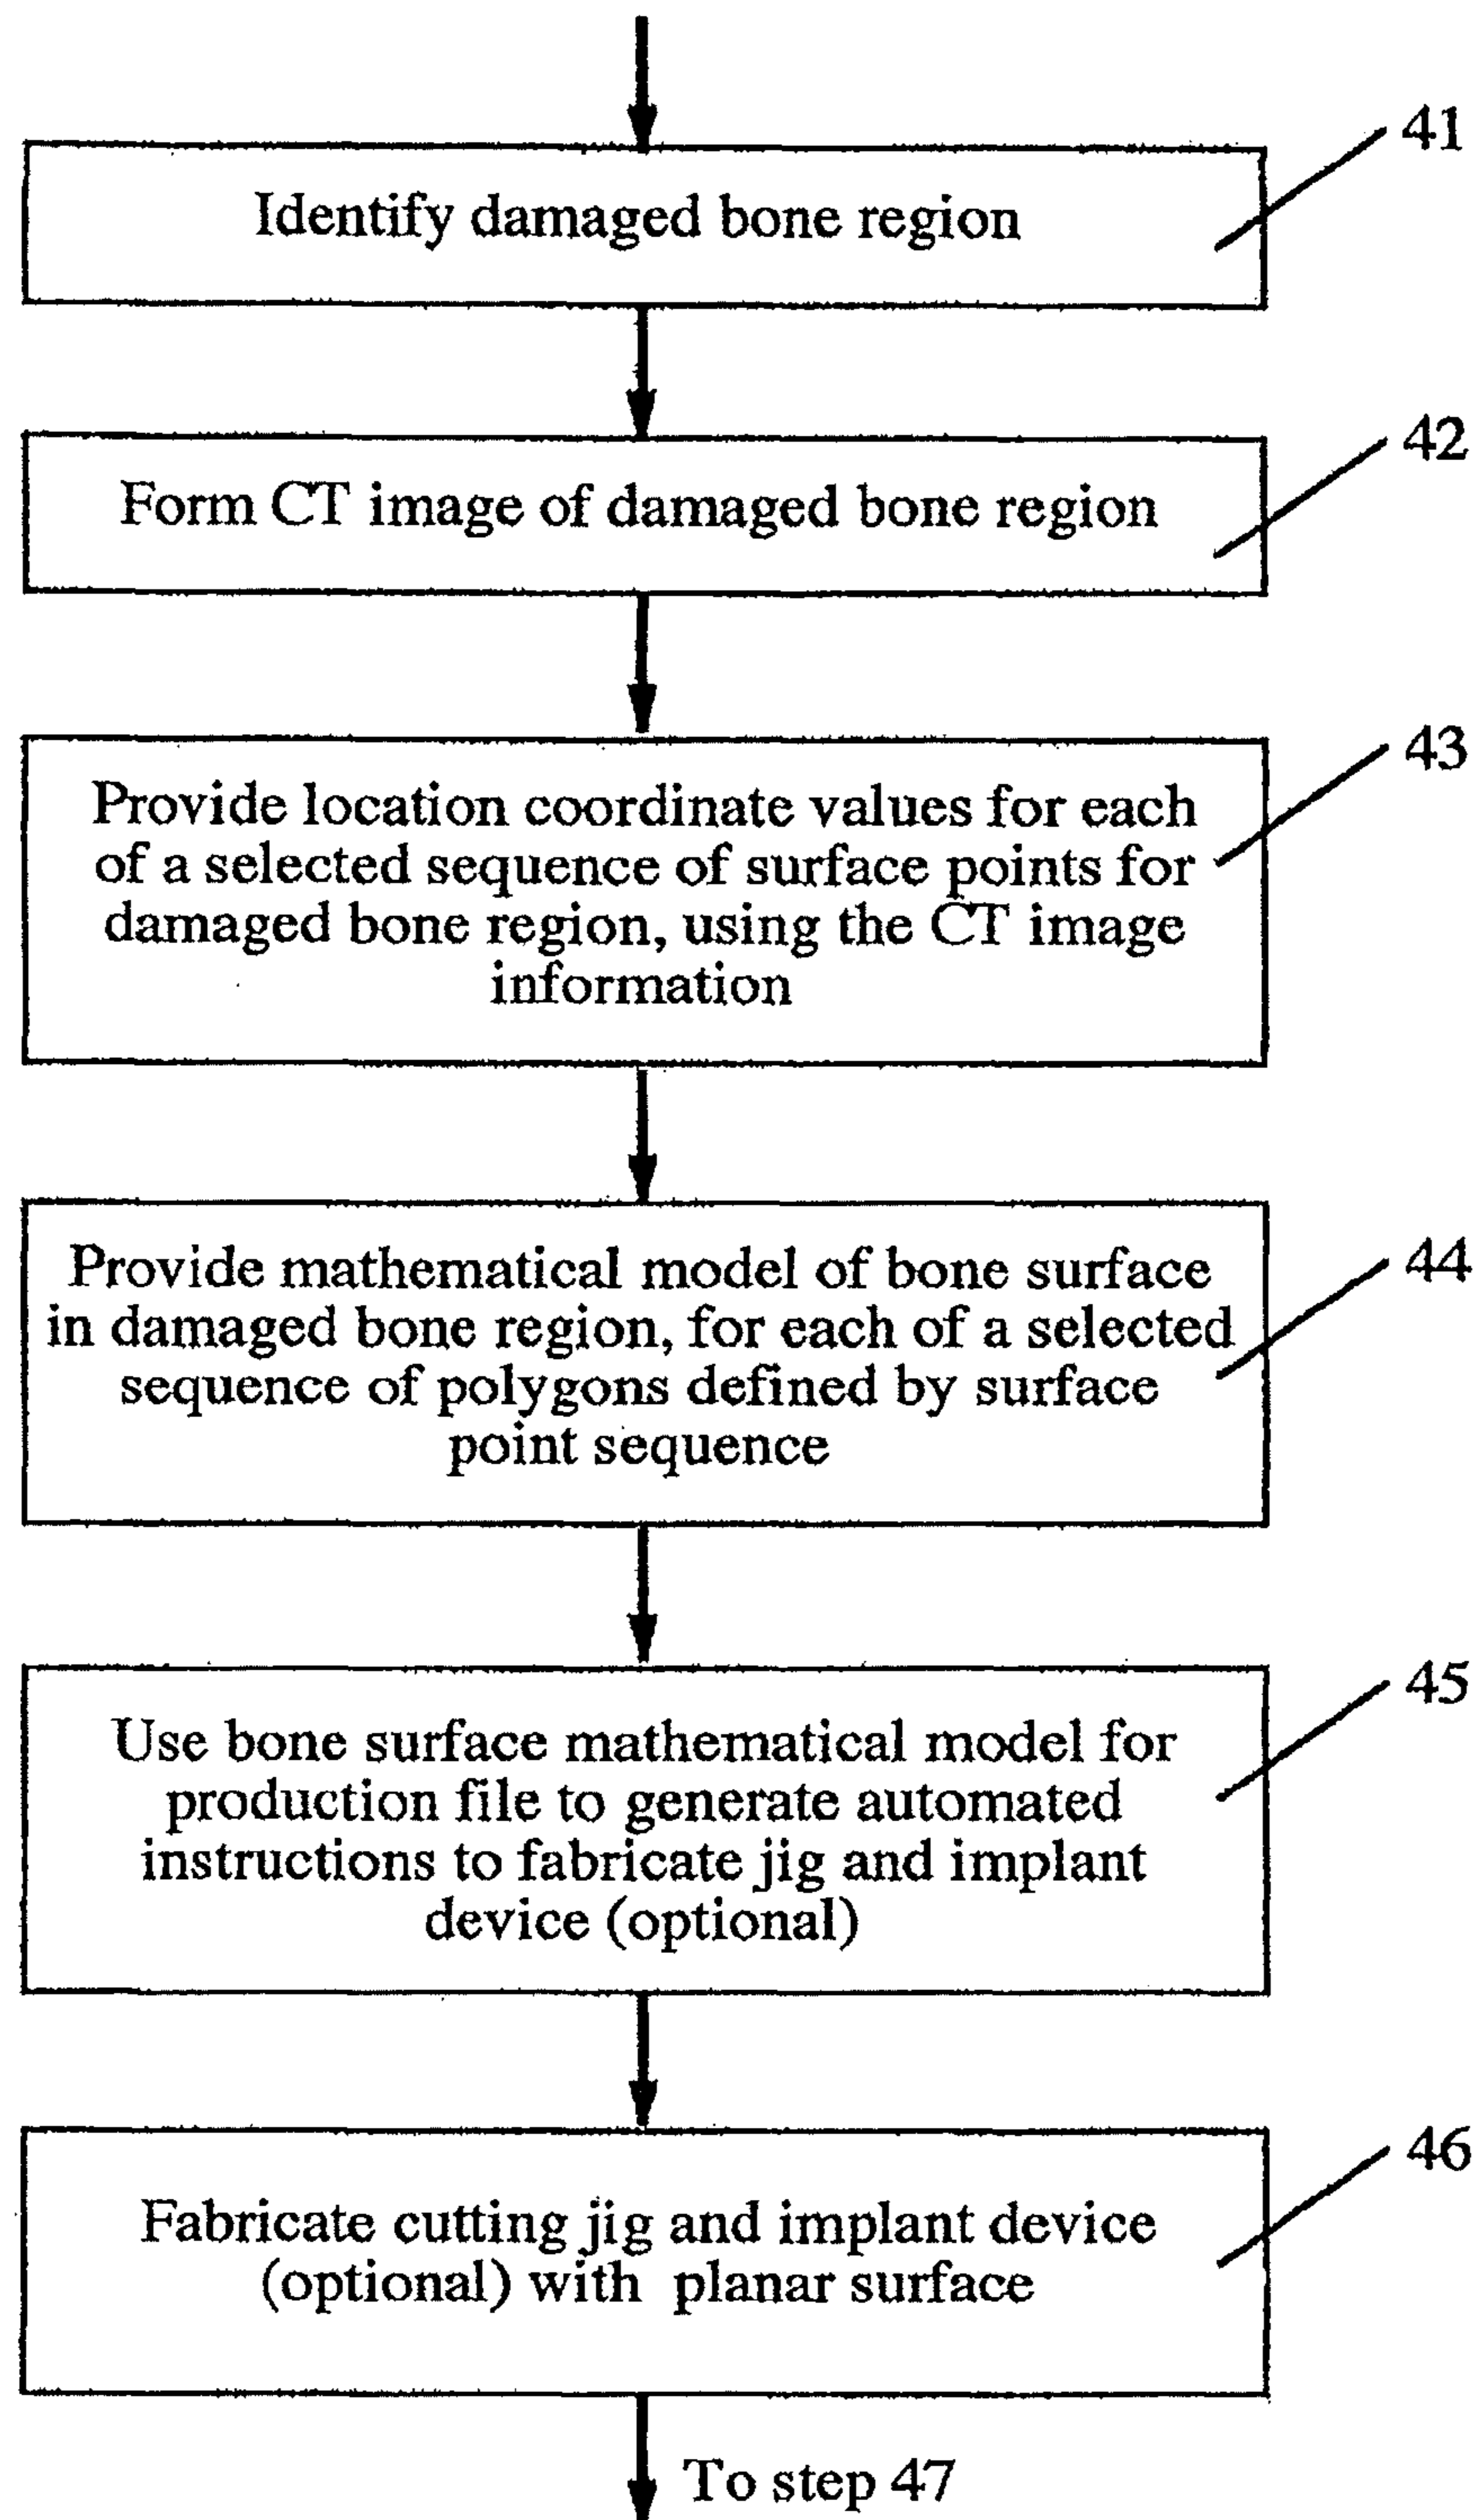 41
Identify damaged bone region
42
Form CT image of damaged bone region
43
Provide location coordinate values for each
of a selected sequence of surface points for
damaged bone region, using the CT image
information
44
Provide mathematical model of bone surface
in damaged bone region, for each of a selected
sequence of polygons defined by surface
point sequence
45
Use bone surface mathematical model for
production file to generate automated
instructions to fabricate jig and implant
device (optional)
46
Fabricate cutting jig and implant device
(optional) with planar surface
To step 47